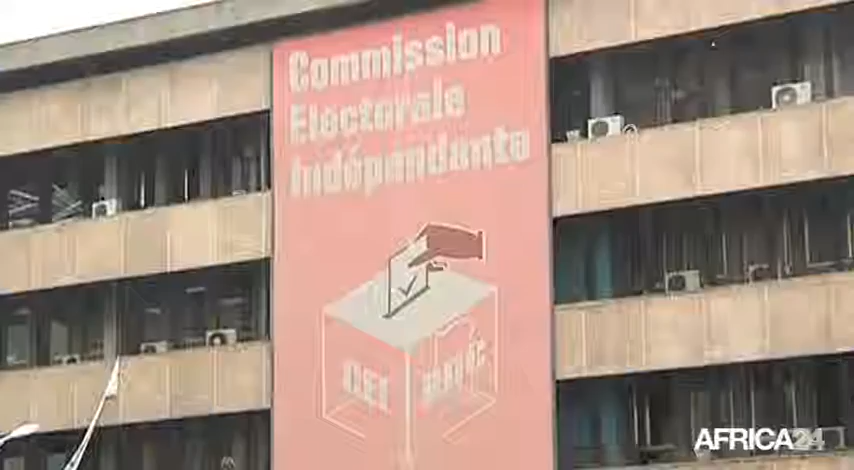 Commission
Electorale
Indépendante
CEI RDC
AFRICA24